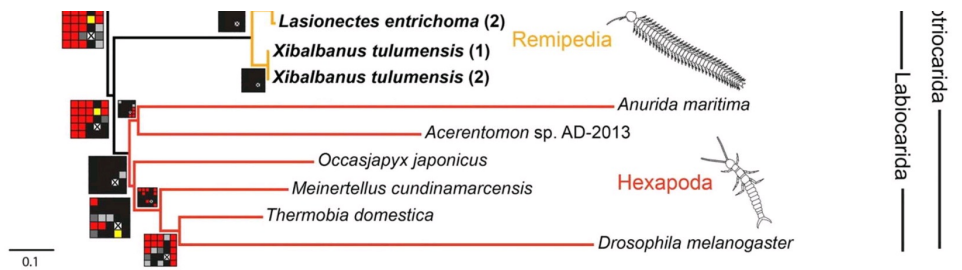 Lasionectes entrichoma (2)
Remipedia
Xibalbanus tulumensis (1)
Xibalbanus tulumensis (2)
Anurida maritima
Acerentomon sp. AD-2013
Occasjapyx japonicus
Hexapoda
Meinertellus cundinamarcensis
Thermobia domestica
Drosophila melanogaster
0.1
Labiocarida
otriocarida